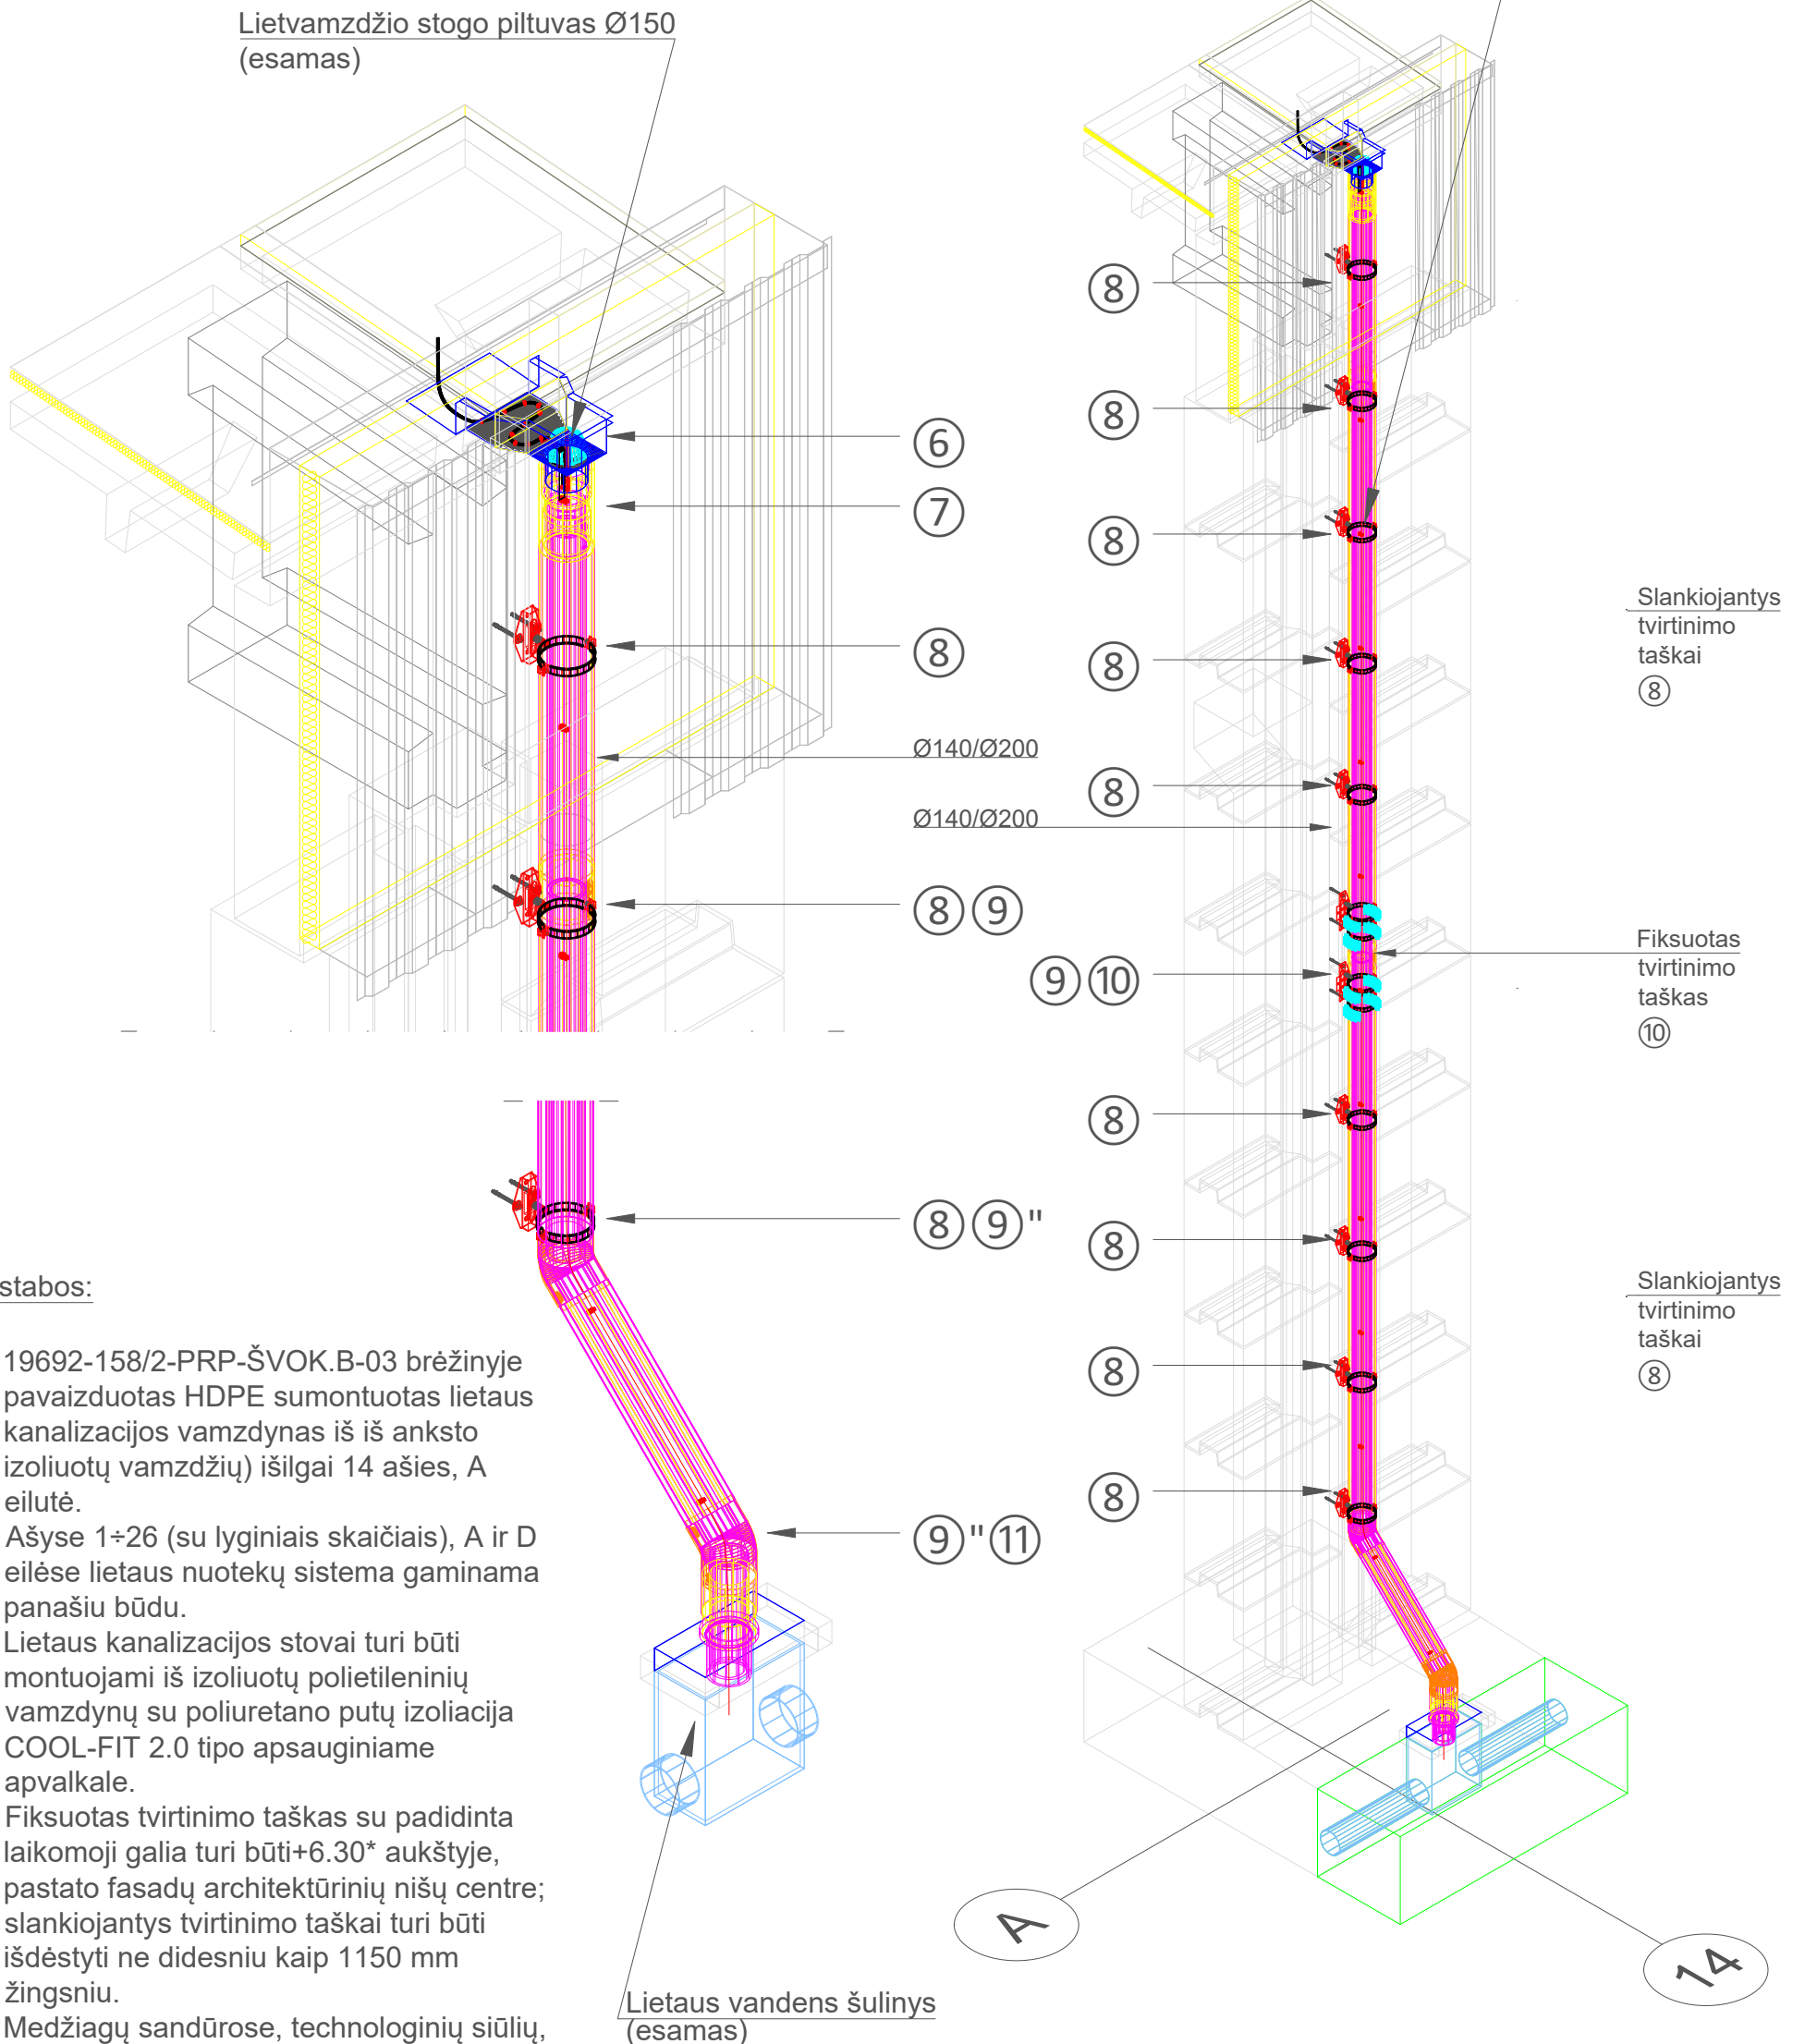 Lietvamzdžio stogo piltuvas Ø150
(esamas)
⑥
⑦
⑧
Ø140/Ø200
Ø140/Ø200
⑧⑨
⑧⑨"
⑨"⑪
⑧
⑧
⑧
⑧
⑧
⑨⑩
⑧
⑧
⑧
⑧
Slankiojantys
tvirtinimo
taškai
⑧
Fiksuotas
tvirtinimo
taškas
⑩
Slankiojantys
tvirtinimo
taškai
⑧
stabos:
19692-158/2-PRP-ŠVOK.B-03 brėžinyje
pavaizduotas HDPE sumontuotas lietaus
kanalizacijos vamzdynas iš iš anksto
izoliuotų vamzdžių) išilgai 14 ašies, A
eilutė.
Ašyse 1÷26 (su lyginiais skaičiais), A ir D
eilėse lietaus nuotekų sistema gaminama
panašiu būdu.
Lietaus kanalizacijos stovai turi būti
montuojami iš izoliuotų polietileninių
vamzdynų su poliuretano putų izoliacija
COOL-FIT 2.0 tipo apsauginiame
apvalkale.
Fiksuotas tvirtinimo taškas su padidinta
laikomoji galia turi būti+6.30* aukštyje,
pastato fasadų architektūrinių nišų centre;
slankiojantys tvirtinimo taškai turi būti
išdėstyti ne didesniu kaip 1150 mm
žingsniu.
Medžiagų sandūrose, technologinių siūlių,
Lietaus vandens šulinys
(esamas)
A
14